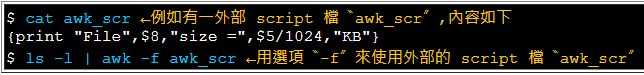 $ cat awk_scr ←例如有一外部 script 檔〝awk_scr〞,內容如下
{print "File",$8,"size =",$5/1024,"KB"}
$ ls -l | awk -f awk_scr ←用選項〝-f〞來使用外部的 script 檔〝awk_scr〞